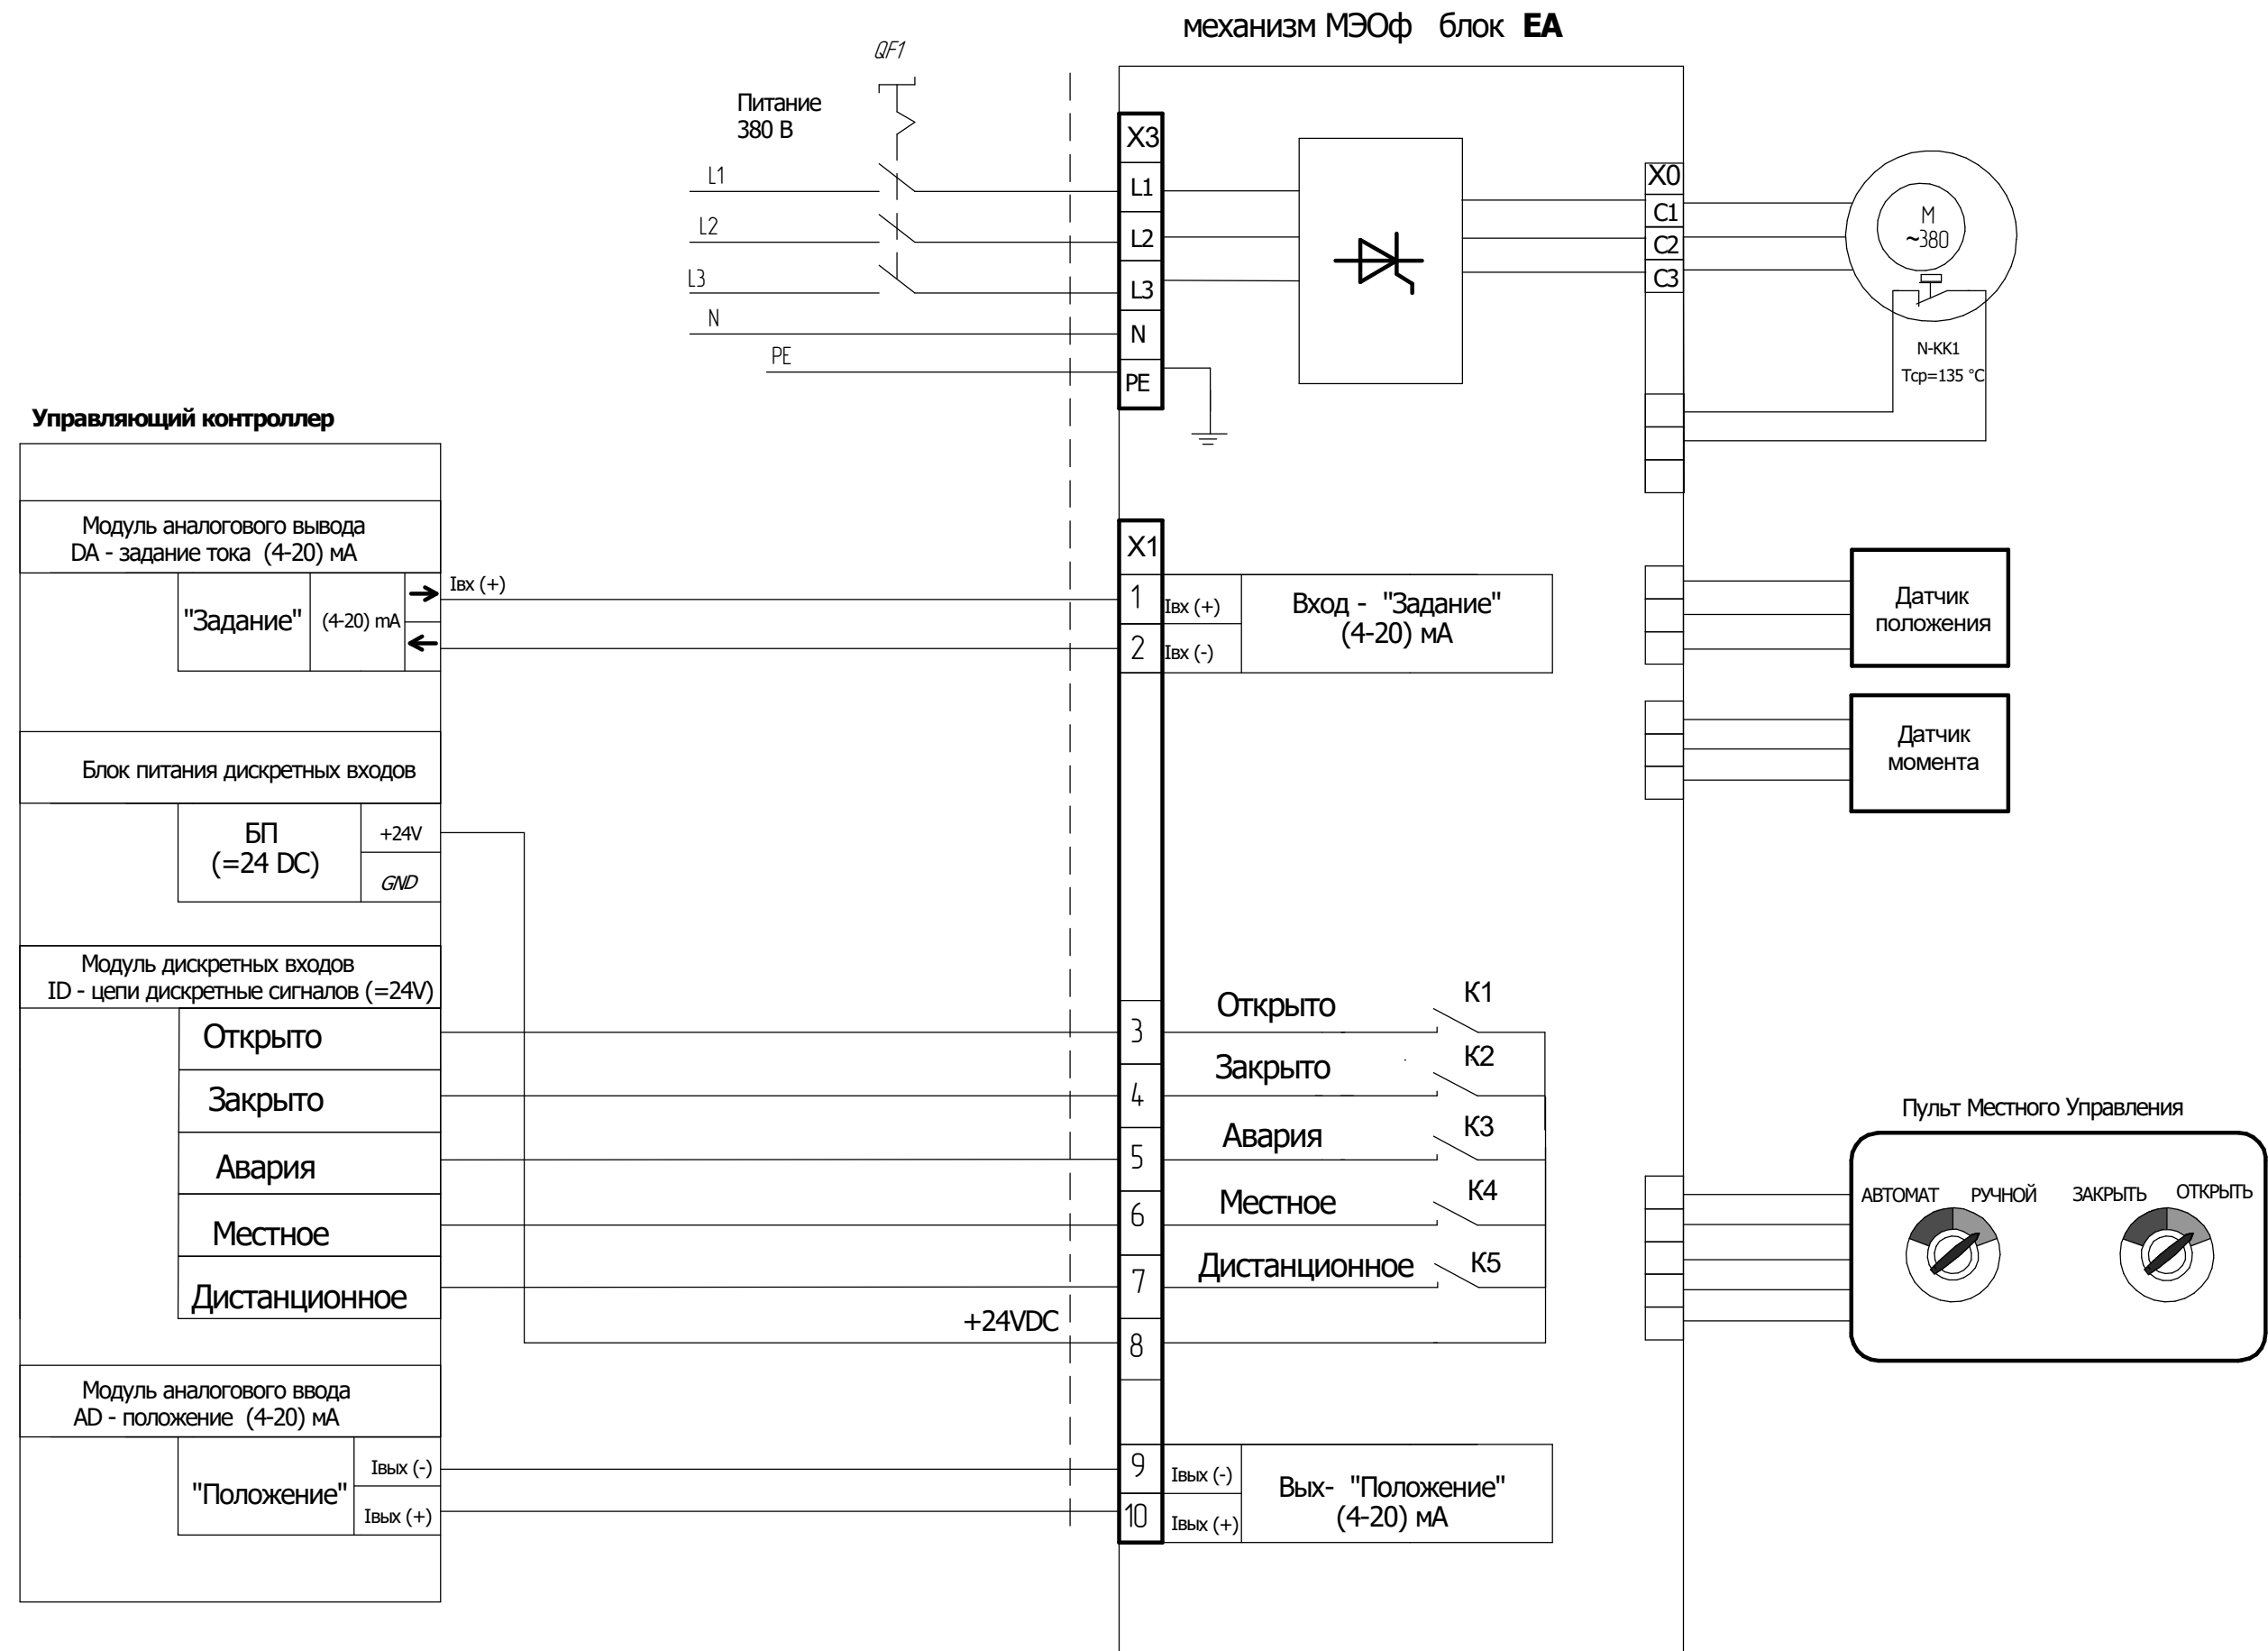 механизм МЭОф блок EA
QF1
Питание
380 В
L1
L2
L3
N
PE
X3
L1
L2
L3
N
PE
X0
C1
C2
C3
M
~380
N-KK1
Tcp=135 °C
Управляющий контроллер
Модуль аналогового вывода
DA - задание тока (4-20) мА
"Задание"
(4-20) mA
Iвх (+)
X1
1
Iвх (+)
2
Iвх (-)
Вход - "Задание"
(4-20) мА
Датчик
положения
Датчик
момента
Блок питания дискретных входов
БП
(=24 DC)
+24V
GND
Модуль дискретных входов
ID - цепи дискретные сигналов (=24V)
Открыто
Закрыто
Авария
Местное
Дистанционное
+24VDC
3
4
5
6
7
8
Открыто К1
Закрыто К2
Авария К3
Местное К4
Дистанционное К5
Пульт Местного Управления
АВТОМАТ РУЧНОЙ ЗАКРЫТЬ ОТКРЫТЬ
Модуль аналогового ввода
AD - положение (4-20) мА
"Положение"
Iвых (-)
Iвых (+)
9
Iвых (-)
10
Iвых (+)
Вых- "Положение"
(4-20) мА